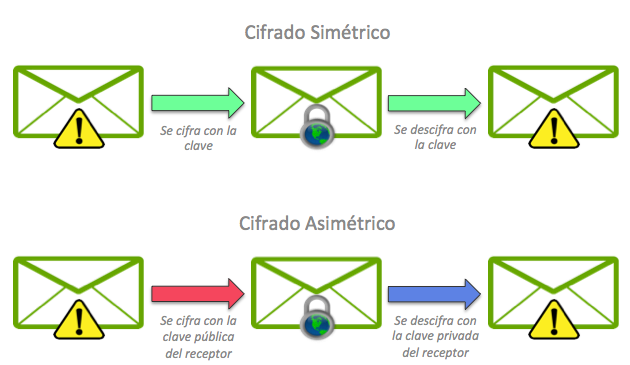 Cifrado Simétrico
Se cifra con la
clave
Se descifra con
la clave
Cifrado Asimétrico
Se cifra con la
clave pública
del receptor
Se descifra con
la clave privada
del receptor